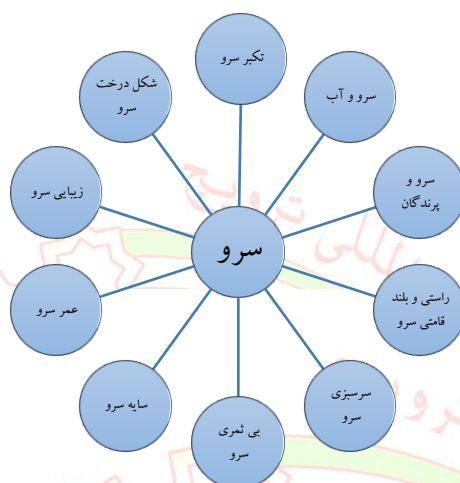 تکبر سرو
سرو و آب
سرو و
پرندگان
راستی و بلند
قامتی سرو
سرسبزی
سرو
بی ثمری
سرو
سایه سرو
عمر سرو
زیبایی سرو
شکل درخت
سرو
سرو